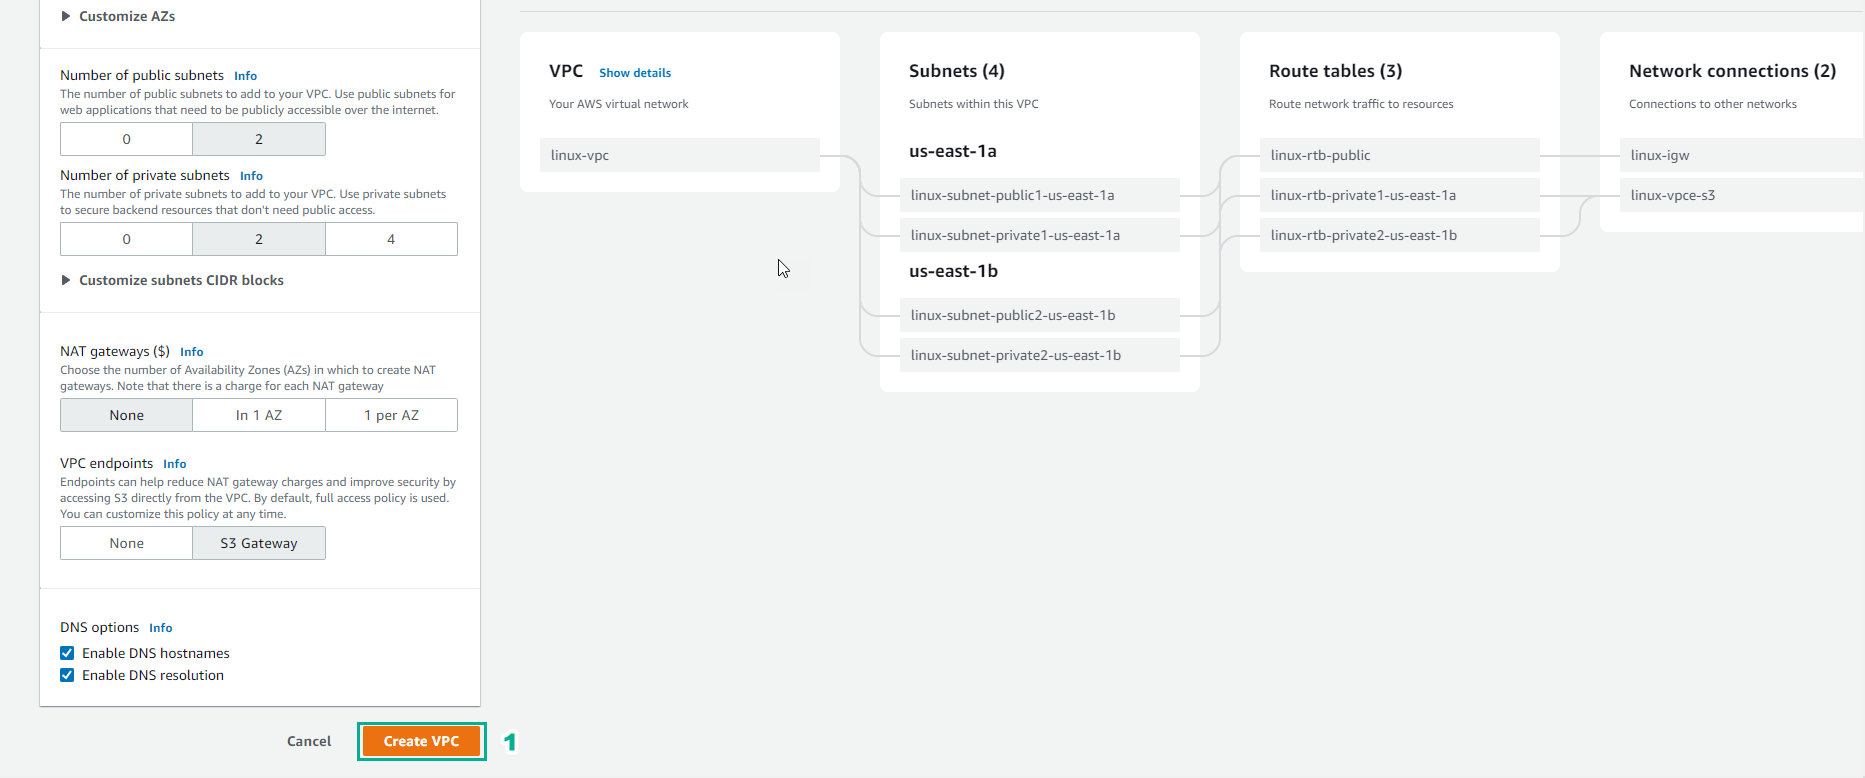 Customize AZs
Number of public subnets Info
The number of public subnets to add to your VPC. Use public subnets for
web applications that need to be publicly accessible over the internet.
0 2
Number of private subnets Info
The number of private subnets to add to your VPC. Use private subnets
to secure backend resources that don't need public access.
0 2 4
Customize subnets CIDR blocks
NAT gateways ($) Info
Choose the number of Availability Zones (AZs) in which to create NAT
gateways. Note that there is a charge for each NAT gateway
None In 1 AZ 1 per AZ
VPC endpoints Info
Endpoints can help reduce NAT gateway charges and improve security by
accessing S3 directly from the VPC. By default, full access policy is used.
You can customize this policy at any time.
None S3 Gateway
DNS options Info
Enable DNS hostnames
Enable DNS resolution
Cancel Create VPC 1
VPC Show details
Your AWS virtual network
linux-vpc
Subnets (4)
Subnets within this VPC
us-east-1a
linux-subnet-public1-us-east-1a
linux-subnet-private1-us-east-1a
us-east-1b
linux-subnet-public2-us-east-1b
linux-subnet-private2-us-east-1b
Route tables (3)
Route network traffic to resources
linux-rtb-public
linux-rtb-private1-us-east-1a
linux-rtb-private2-us-east-1b
Network connections (2)
Connections to other networks
linux-igw
linux-vpce-s3